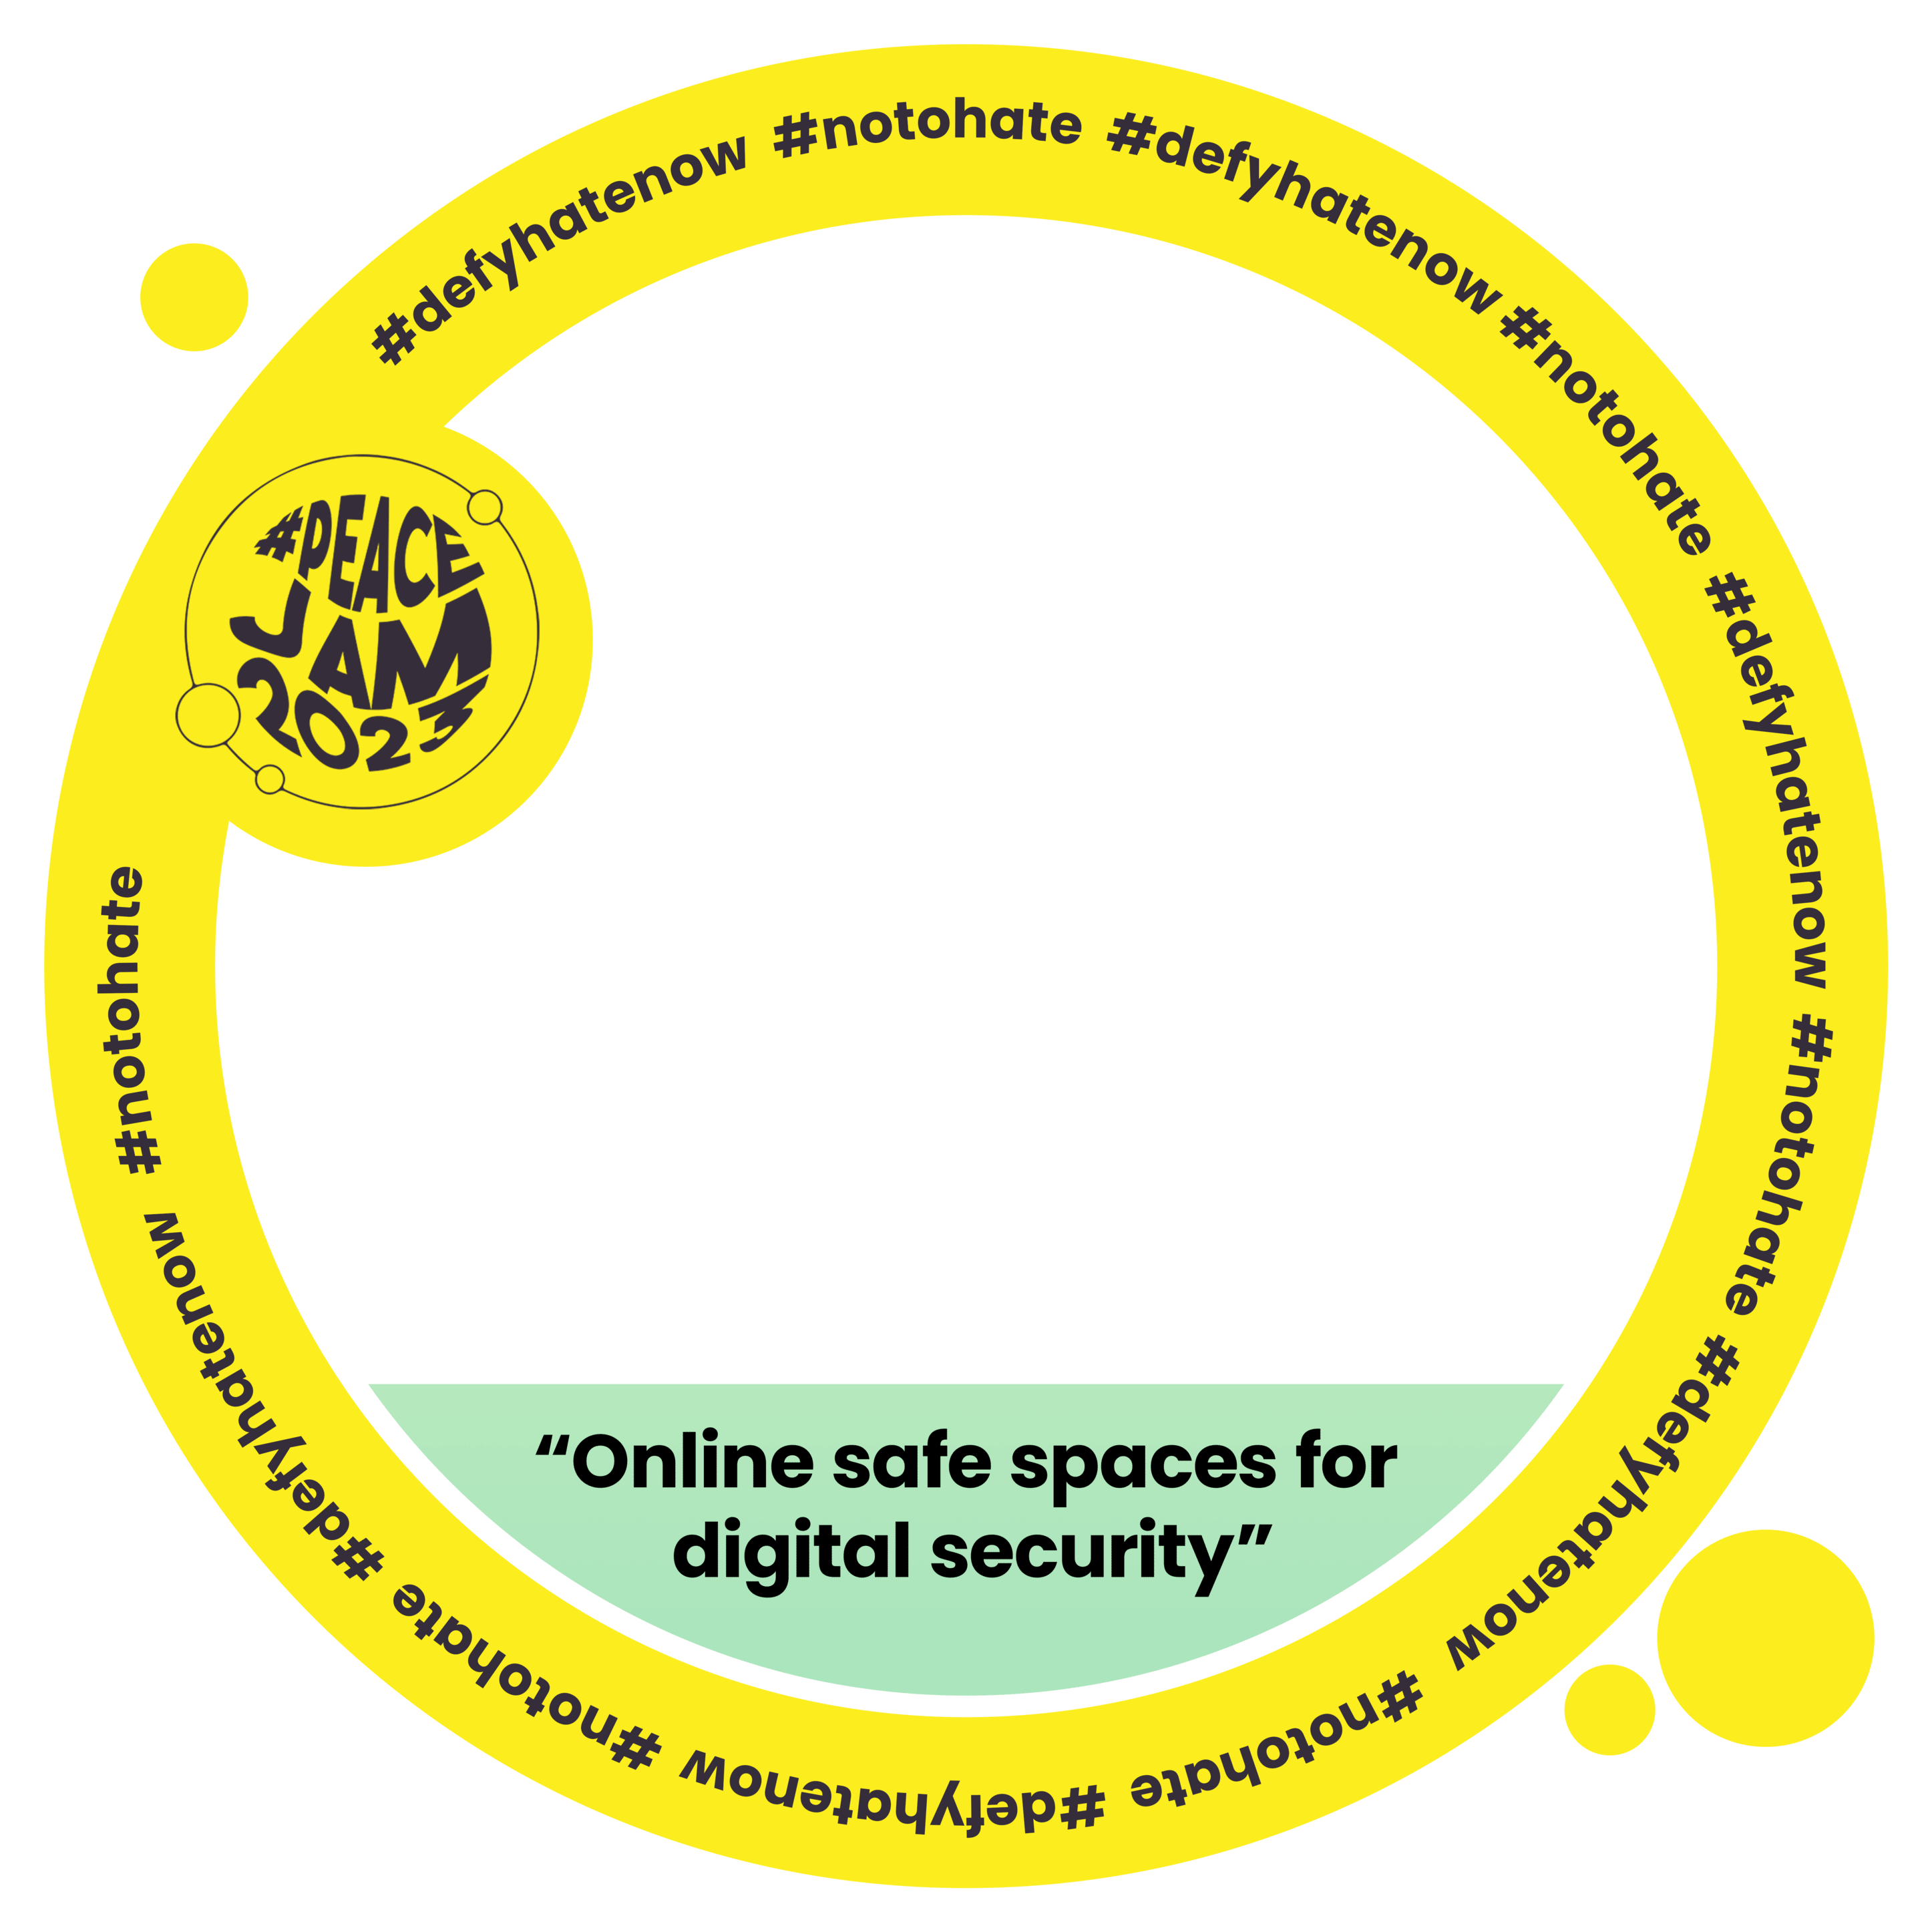 #defyhatenow #notohate #defyhatenow #notohate #defyhatenow #notohate #defyhatenow #notohate #defyhatenow #notohate #defyhatenow #notohate
#PEACE
JAM
2023
“Online safe spaces for
digital security”